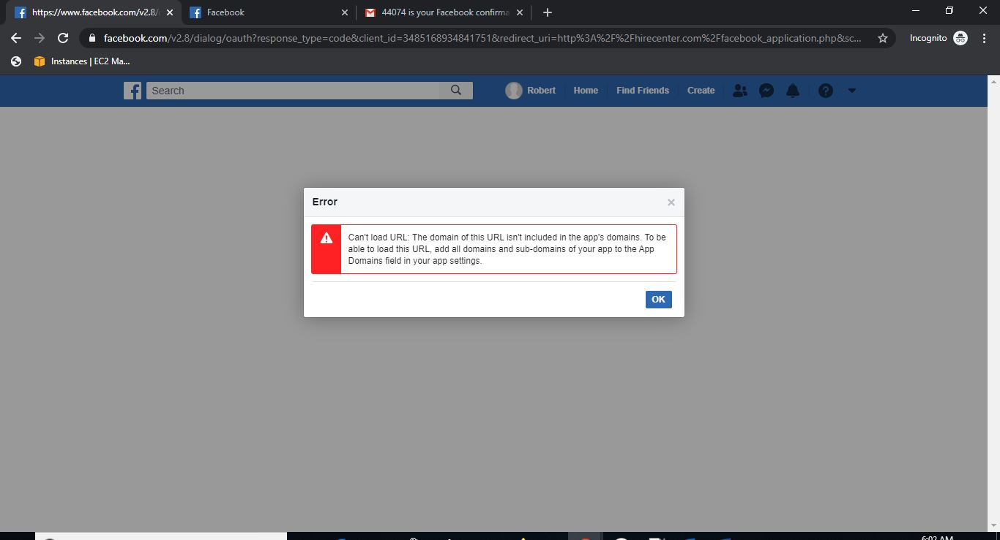 https://www.facebook.com/v2.8/
Facebook
44074 is your Facebook confirma
facebook.com/v2.8/dialog/oauth?response_type=code&client_id=3485168934841751&redirect_uri=http%3A%2F%2Fhirecenter.com%2Ffacebook_application.php&sc...
Incognito
Instances | EC2 Ma...
Search
Robert
Home
Find Friends
Create
Error
Can't load URL: The domain of this URL isn't included in the app's domains. To be
able to load this URL, add all domains and sub-domains of your app to the App
Domains field in your app settings.
OK
6:02 AM